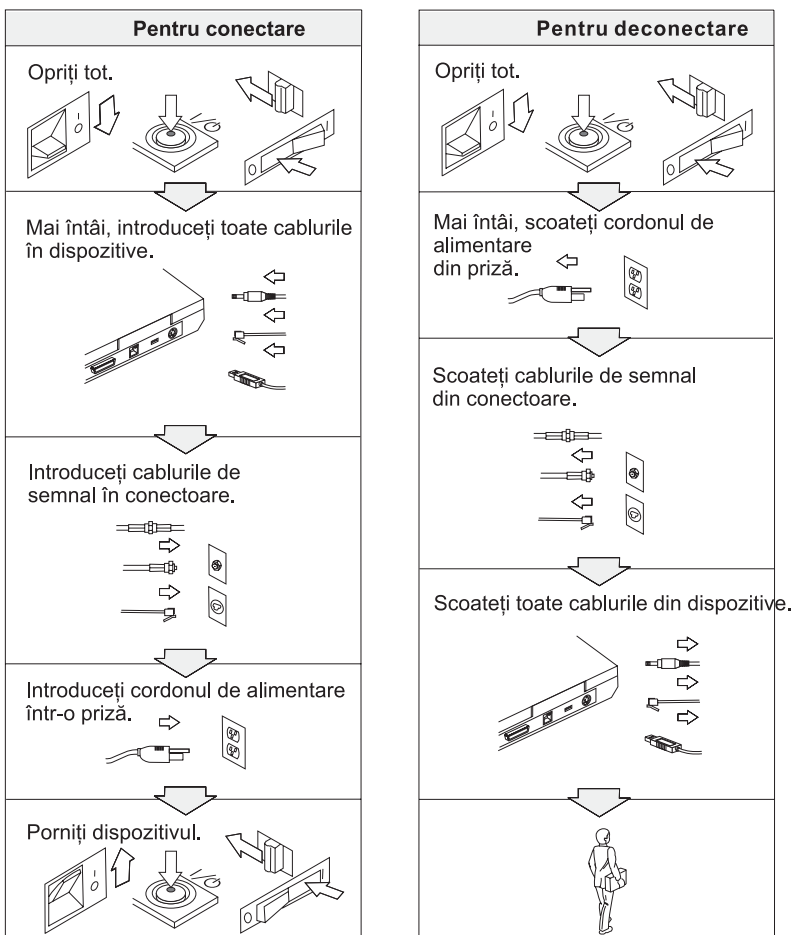 Pentru conectare
Opriți tot.
Mai întâi, introduceți toate cablurile
în dispozitive.
Introduceți cablurile de
semnal în conectoare.
Introduceți cordonul de alimentare
într-o priză.
Porniți dispozitivul.
Pentru deconectare
Opriți tot.
Mai întâi, scoateți cordonul de
alimentare
din priză.
Scoateți cablurile de semnal
din conectoare.
Scoateți toate cablurile din dispozitive.